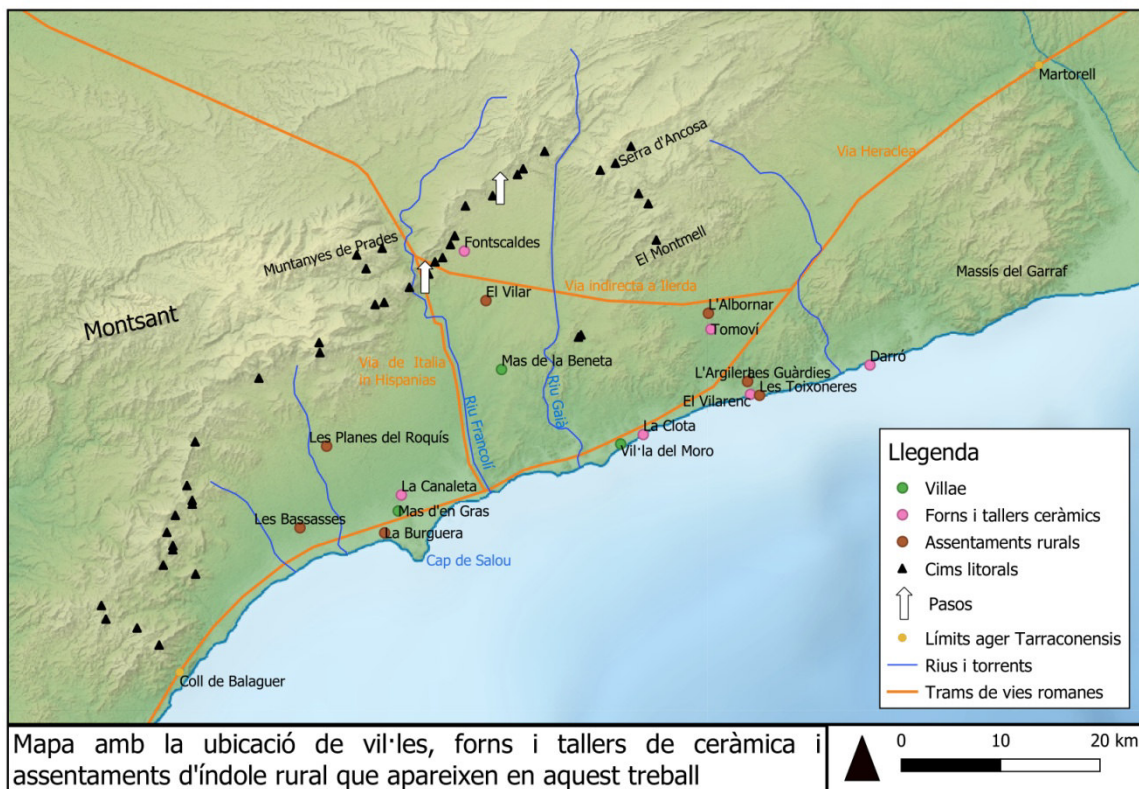 Martorell
Serra d'Ancosa
Via Heraclea
Muntanyes de Prades
Fontscaldes
El Montmell
Massís del Garraf
Via indirecta a Ilerda
El Vilar
L'Albornar
Montsant
Tomoví
Via de Italia
in Hispanias
Mas de la Beneta
Riu Gaià
Darró
L'Argilera
Les Guàrdies
Les Toixoneres
El Vilarenc
Riu Francolí
La Clota
Les Planes del Roquís
Vil·la del Moro
La Canaleta
Mas d'en Gras
Les Bassasses
La Burguera
Cap de Salou
Coll de Balaguer
Llegenda
Villae
Forns i tallers ceràmics
Assentaments rurals
Cims litorals
Pasos
Límits ager Tarraconensis
Rius i torrents
Trams de vies romanes
Mapa amb la ubicació de vil·les, forns i tallers de ceràmica i
assentaments d'índole rural que apareixen en aquest treball
0 10 20 km